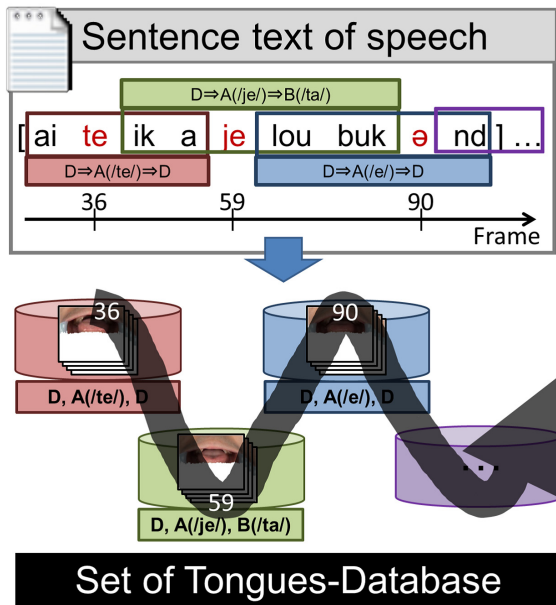 Sentence text of speech
D⇒A(/je/)⇒B(/ta/)
[ ai te ik a je lou buk ə nd ] ...
D⇒A(/te/)⇒D D⇒A(/e/)⇒D
36 59 90
Frame
36 90
D, A(/te/), D D, A(/e/), D
59
D, A(/je/), B(/ta/)
...
Set of Tongues-Database